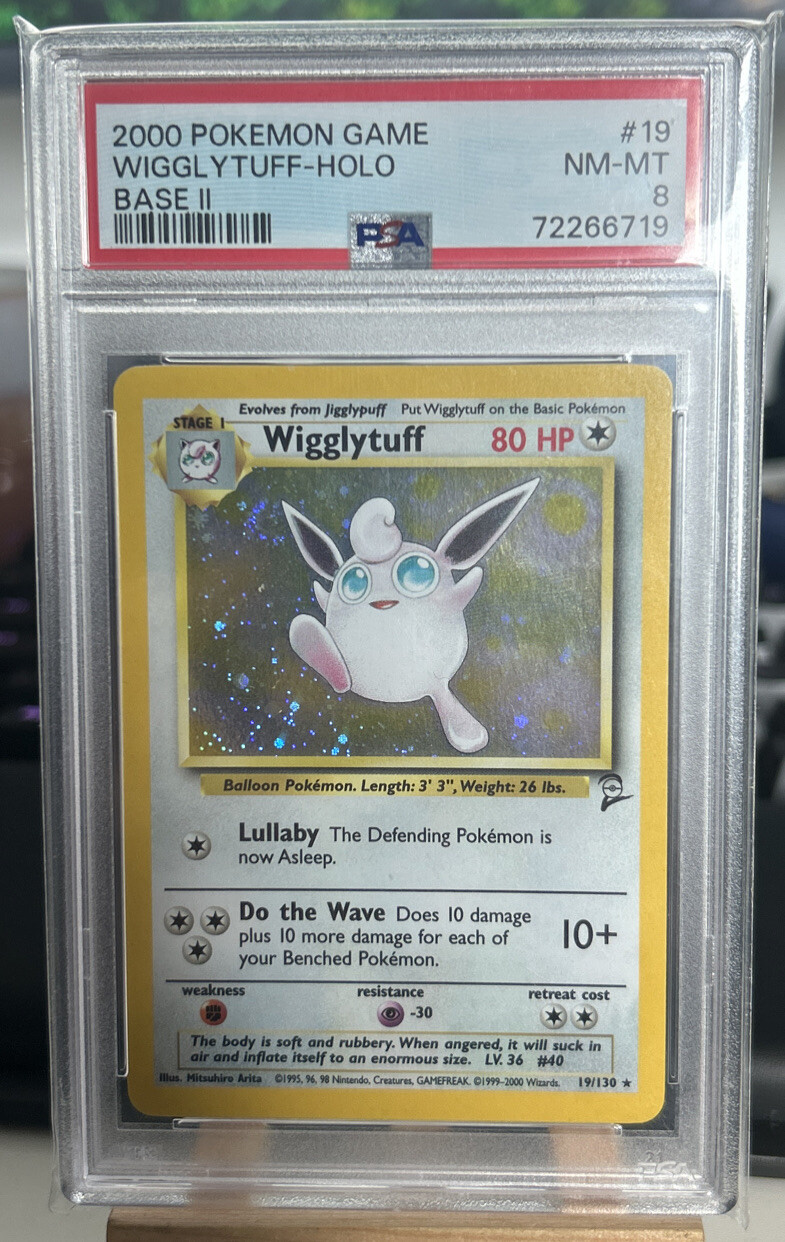 2000 POKEMON GAME #19
WIGGLYTUFF-HOLO NM-MT
BASE II 8
PSA 72266719
Evolves from Jigglypuff Put Wigglytuff on the Basic Pokémon
STAGE 1
Wigglytuff 80 HP
Balloon Pokémon. Length: 3' 3", Weight: 26 lbs.
Lullaby The Defending Pokémon is
now Asleep.
Do the Wave Does 10 damage
plus 10 more damage for each of 10+
your Benched Pokémon.
weakness resistance retreat cost
-30
The body is soft and rubbery. When angered, it will suck in
air and inflate itself to an enormous size. LV. 36 #40
Illus. Mitsuhiro Arita ©1995, 96, 98 Nintendo, Creatures, GAMEFREAK. ©1999-2000 Wizards. 19/130